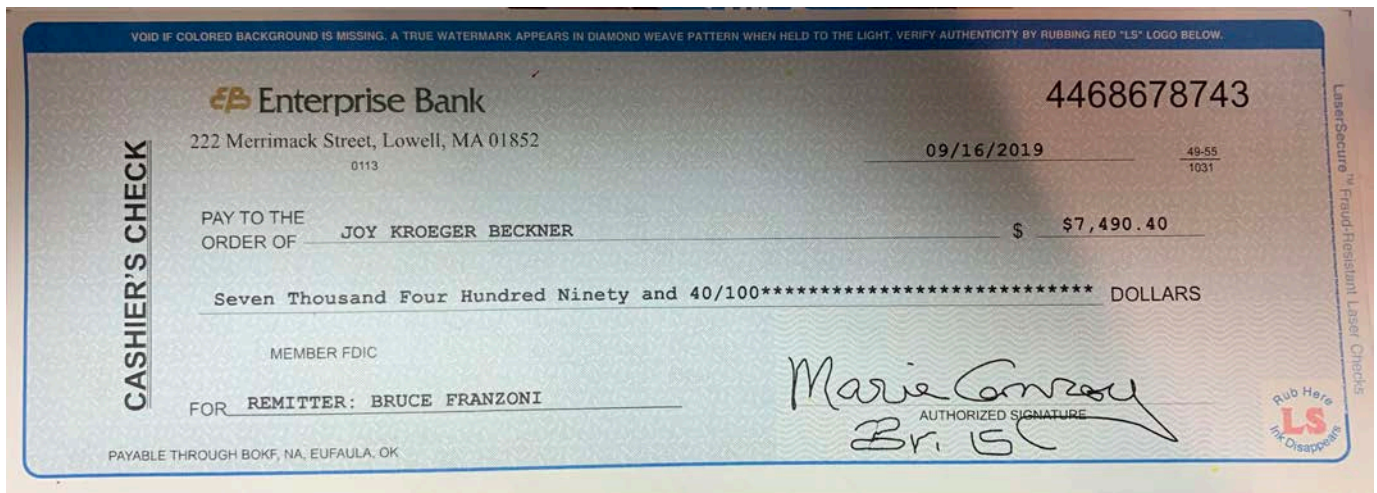 VOID IF COLORED BACKGROUND IS MISSING. A TRUE WATERMARK APPEARS IN DIAMOND WEAVE PATTERN WHEN HELD TO THE LIGHT, VERIFY AUTHENTICITY BY RUBBING RED "LS" LOGO BELOW.
EB Enterprise Bank
4468678743
222 Merrimack Street, Lowell, MA 01852
0113
09/16/2019
49-55
1031
CASHIER'S CHECK
PAY TO THE
ORDER OF JOY KROEGER BECKNER $ $7,490.40
Seven Thousand Four Hundred Ninety and 40/100**************************** DOLLARS
MEMBER FDIC
FOR REMITTER: BRUCE FRANZONI
Marie Conroy
AUTHORIZED SIGNATURE
Br. 15
PAYABLE THROUGH BOKF, NA, EUFAULA, OK
LaserSecure™ Fraud-Resistant Laser Checks
Rub Here
LS
Ink Disappears